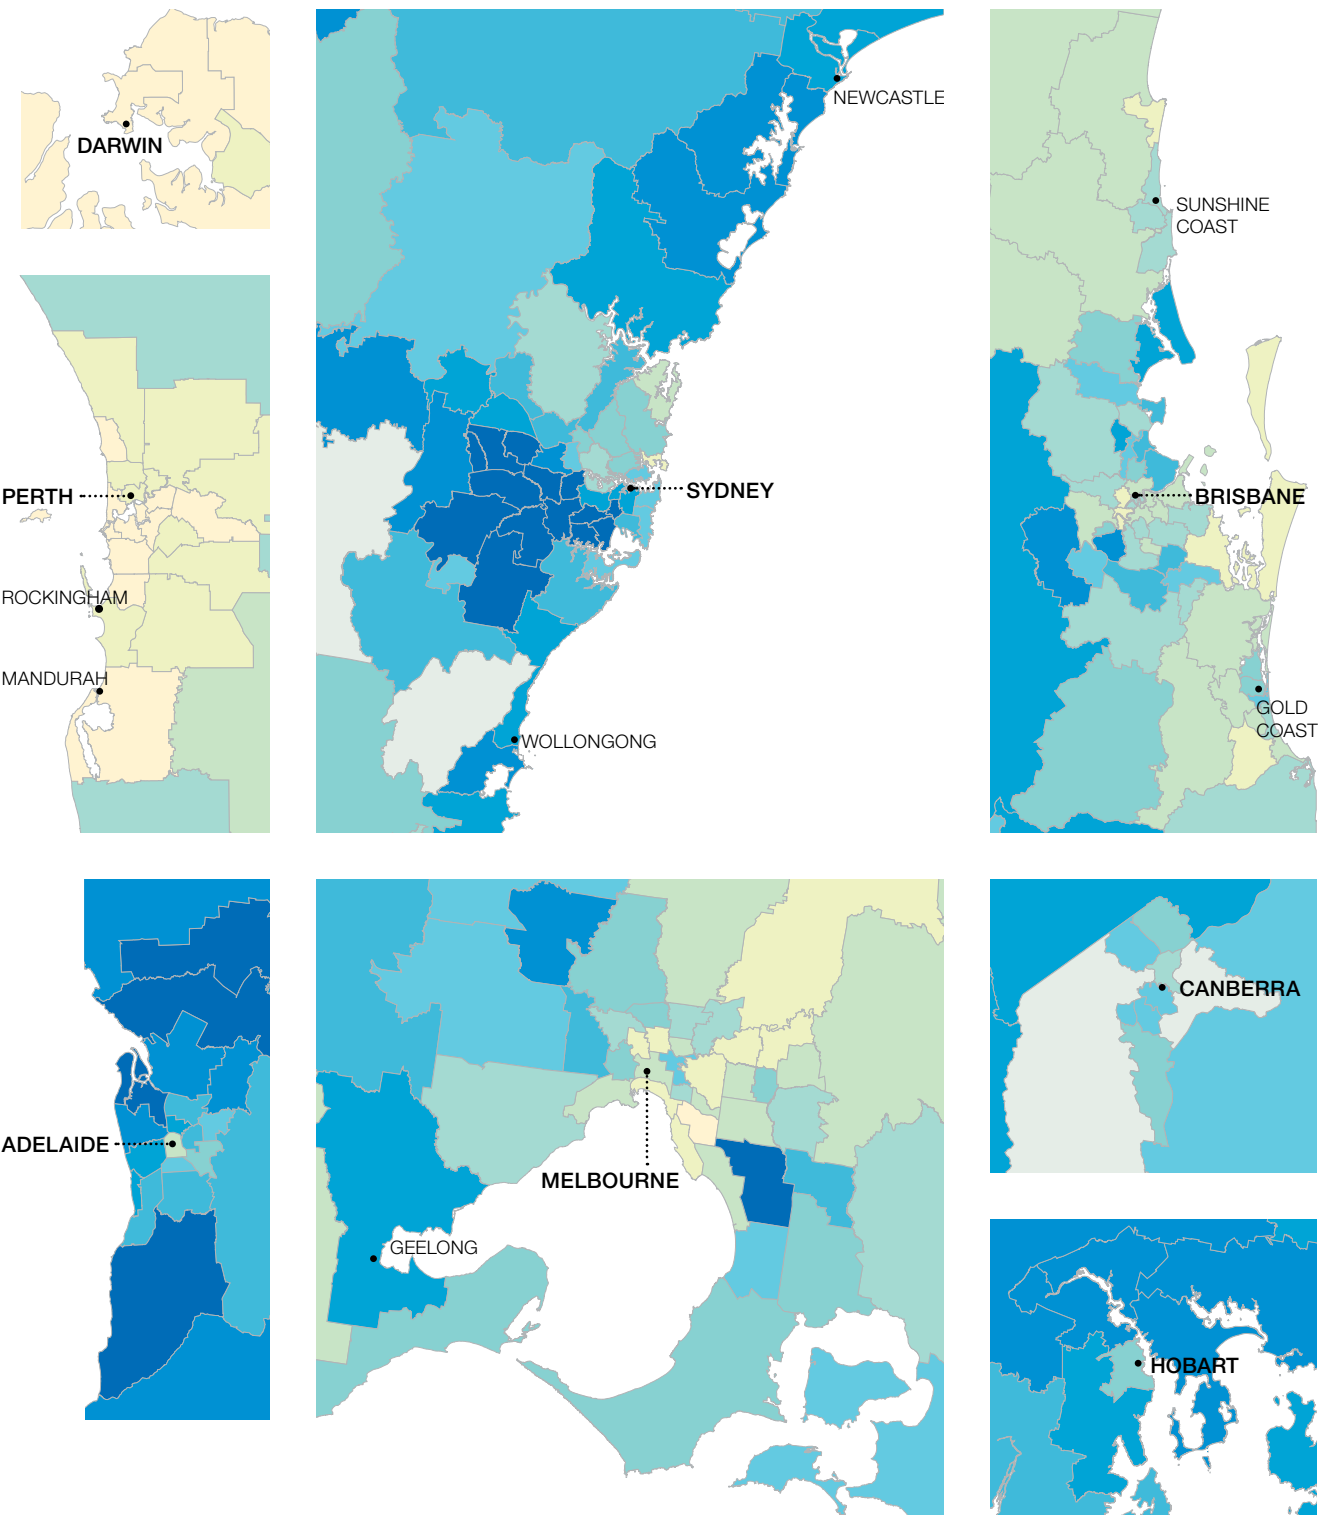 DARWIN
NEWCASTLE
SUNSHINE
COAST
PERTH
SYDNEY
BRISBANE
ROCKINGHAM
MANDURAH
WOLLONGONG
GOLD
COAST
CANBERRA
ADELAIDE
MELBOURNE
GEELONG
HOBART